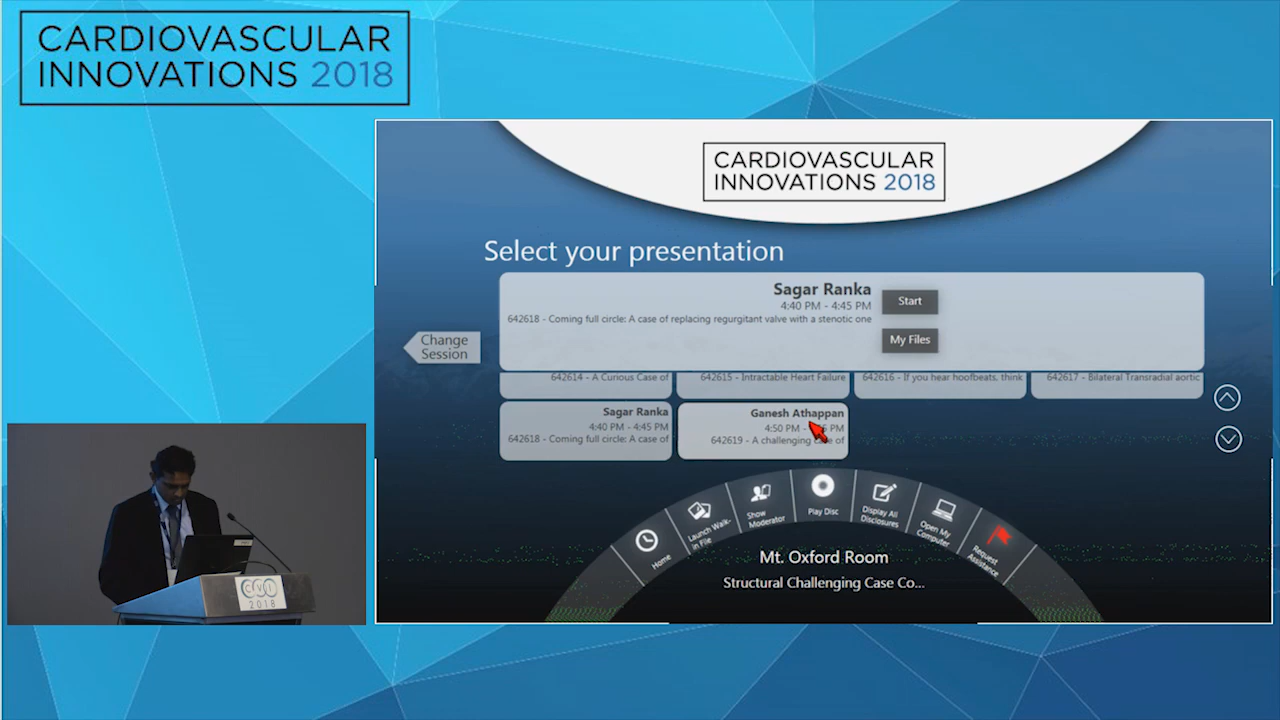 CARDIOVASCULAR
INNOVATIONS 2018
CARDIOVASCULAR
INNOVATIONS 2018
Select your presentation
Sagar Ranka
4:40 PM - 4:45 PM
642618 - Coming full circle: A case of replacing regurgitant valve with a stenotic one
Start
My Files
Change
Session
642614 - A Curious Case of
642615 - Intractable Heart Failure
642616 - If you hear hoofbeats, think
642617 - Bilateral Transradial aortic
Sagar Ranka
4:40 PM - 4:45 PM
642618 - Coming full circle: A case of
Ganesh Athappan
4:50 PM - PM
642619 - A challenging case of
Home
Launch Walk-
in File
Show
Moderator
Play Disc
Display All
Disclosures
Open My
Computer
Request
Assistance
Mt. Oxford Room
Structural Challenging Case Co...
CVI
2018